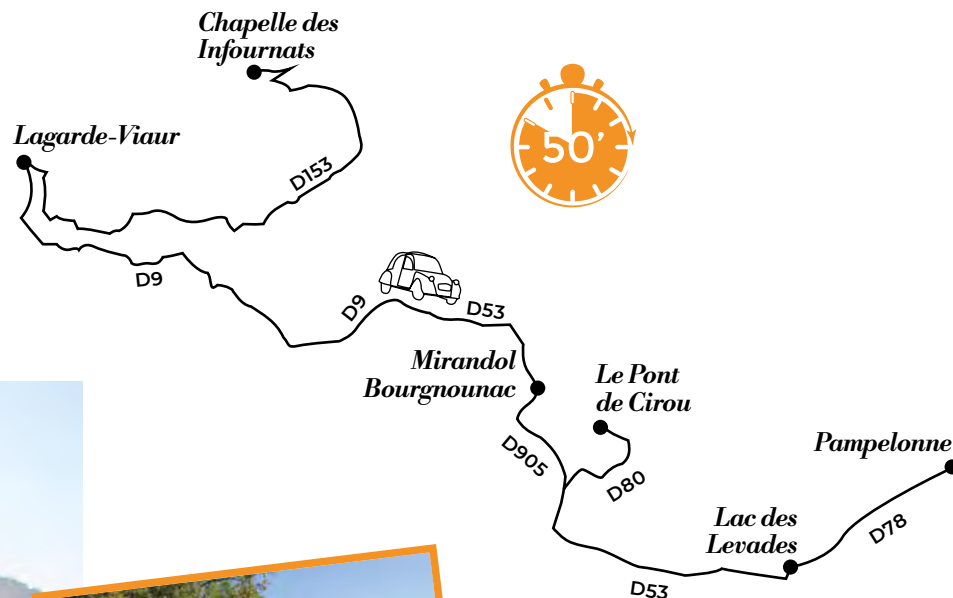 Chapelle des
Infournats
Lagarde-Viaur
50’
D153
D9
D9
D53
Mirandol
Bourgnounac
Le Pont
de Cirou
D905
D80
Pampelonne
Lac des
Levades
D78
D53